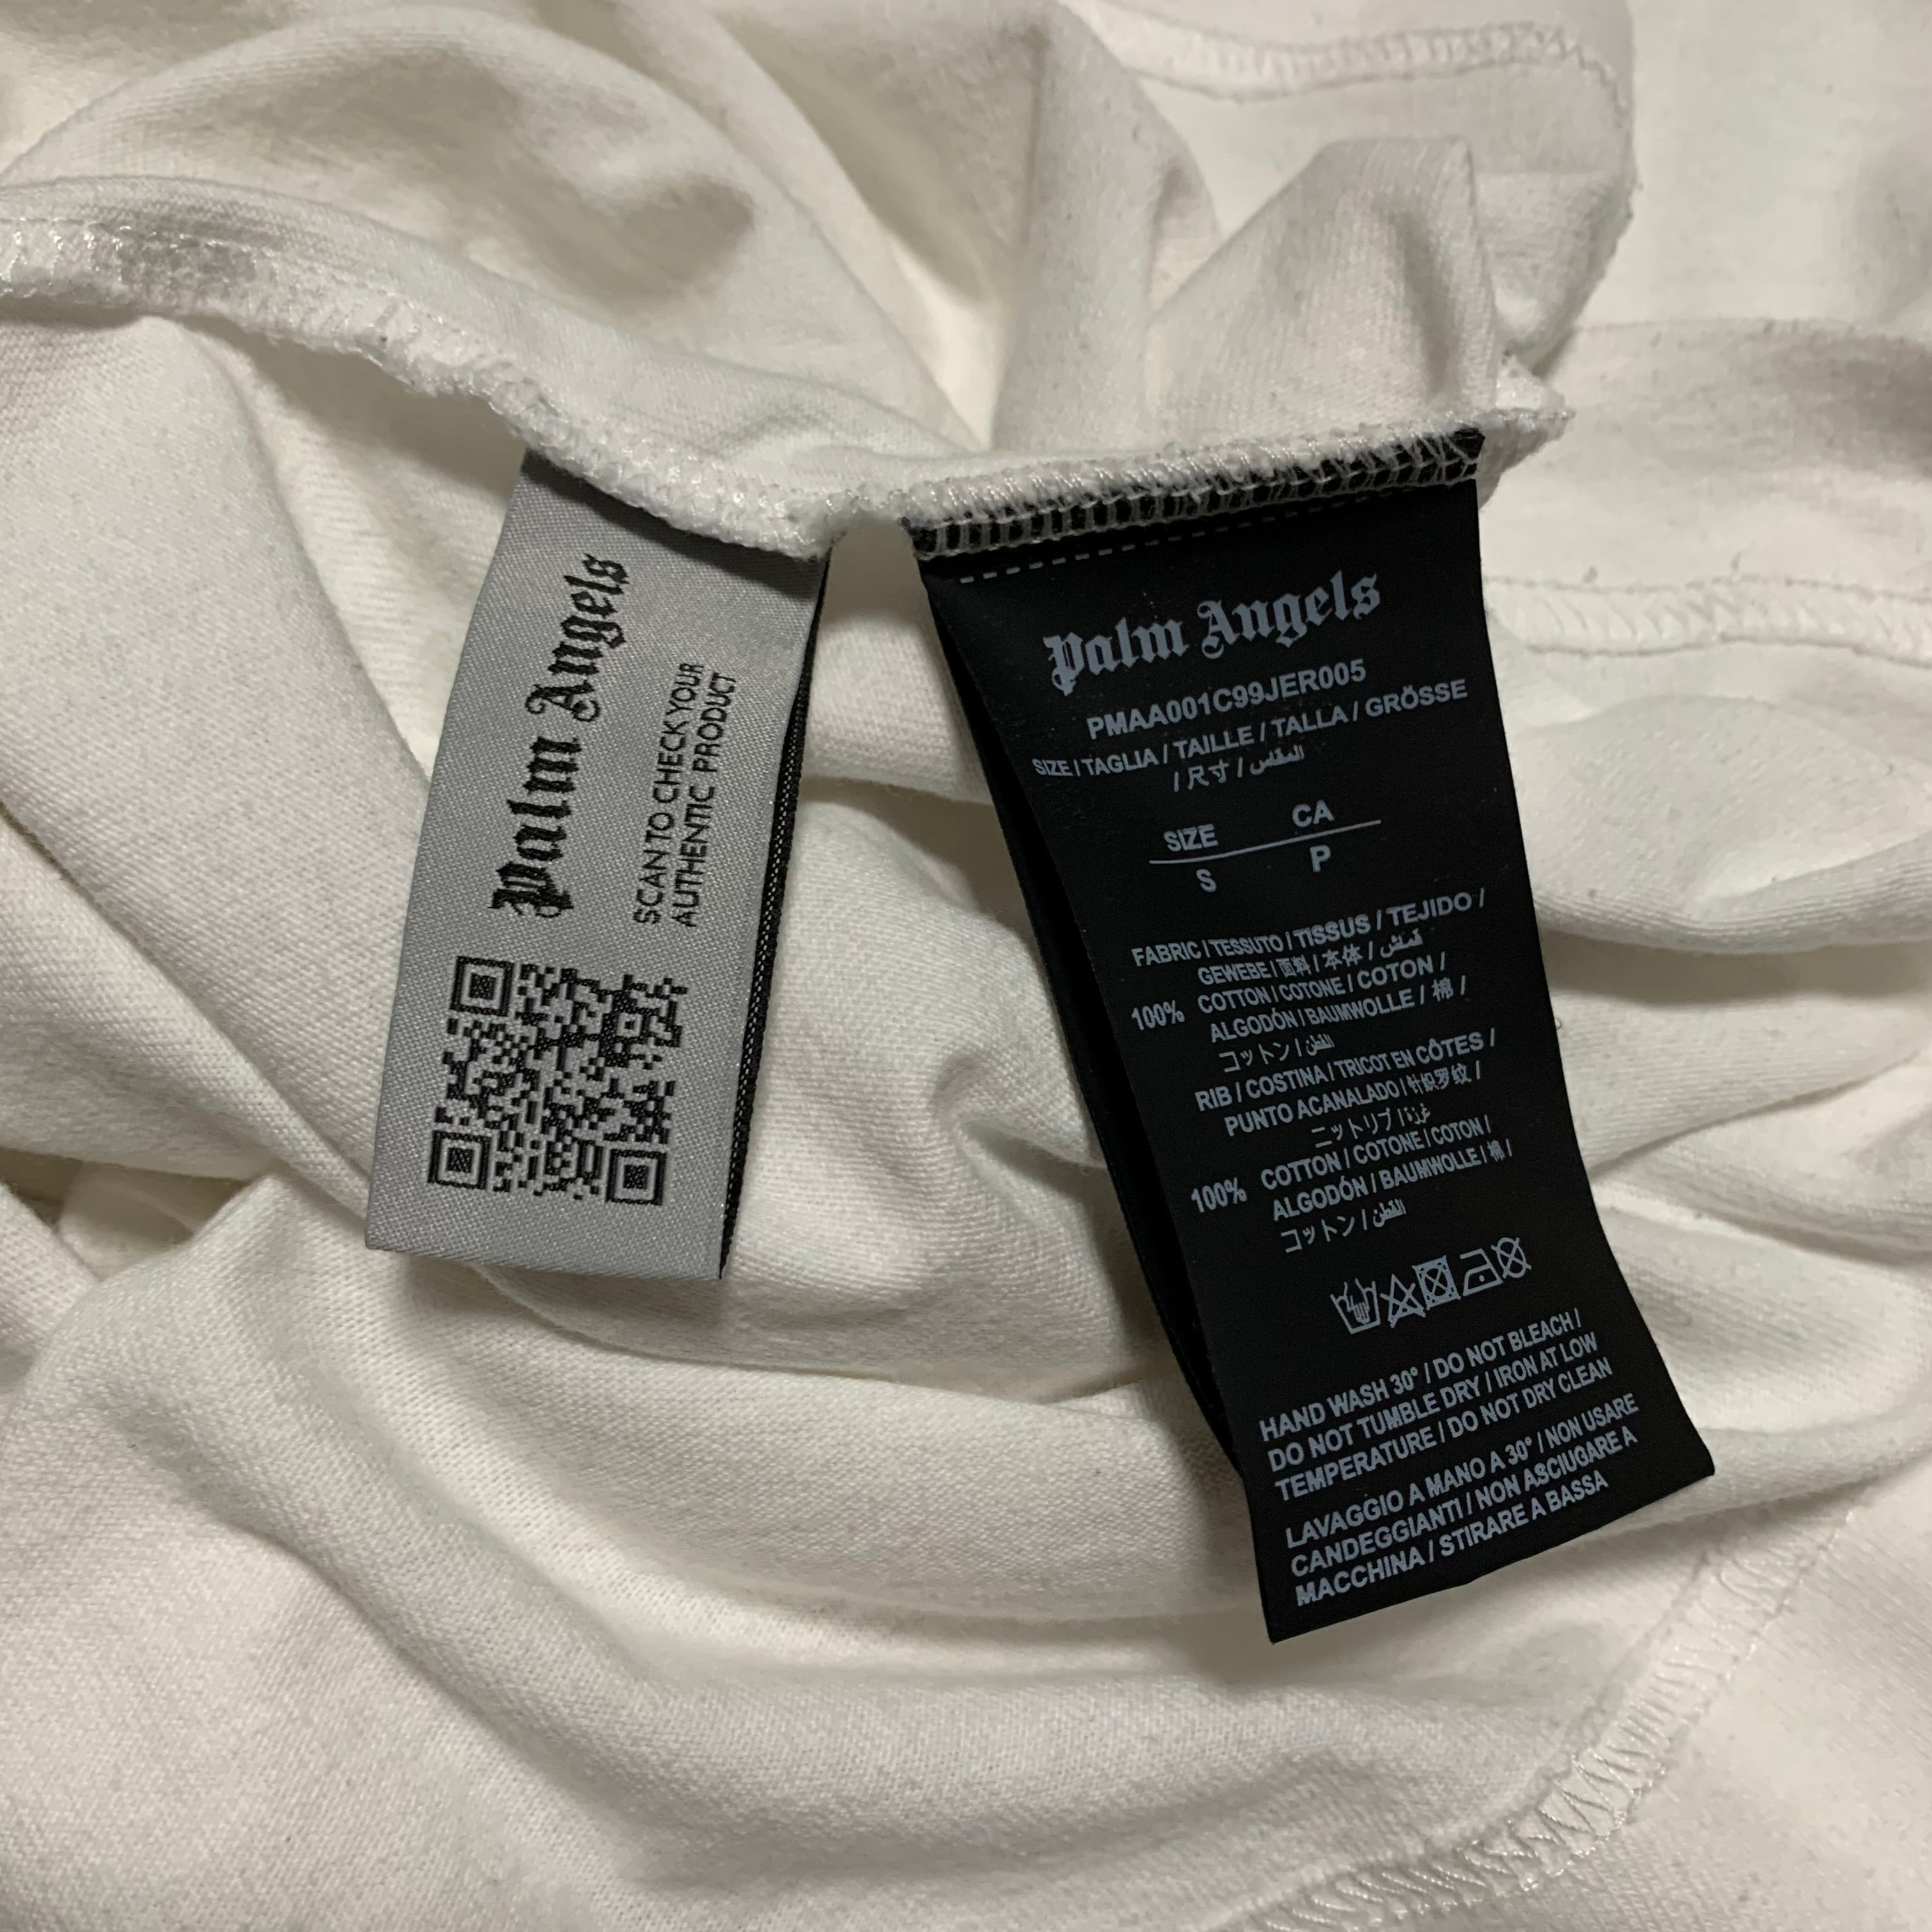 Palm Angels
SCAN TO CHECK YOUR
AUTHENTIC PRODUCT
Palm Angels
PMAA001C99JER005
SIZE / TAGLIA / TAILLE / TALLA / GRÖSSE
/ 尺寸 / المقاس
SIZE CA
S P
FABRIC / TESSUTO / TISSUS / TEJIDO /
GEWEBE / 面料 / 本体 / قماش
100% COTTON / COTONE / COTON /
ALGODÓN / BAUMWOLLE / 棉 /
コットン / القطن
RIB / COSTINA / TRICOT EN CÔTES /
PUNTO ACANALADO / 针织罗纹 /
ニットリブ /
100% COTTON / COTONE / COTON /
ALGODÓN / BAUMWOLLE / 棉 /
コットン / القطن
HAND WASH 30° / DO NOT BLEACH /
DO NOT TUMBLE DRY / IRON AT LOW
TEMPERATURE / DO NOT DRY CLEAN
LAVAGGIO A MANO A 30° / NON USARE
CANDEGGIANTI / NON ASCIUGARE A
MACCHINA / STIRARE A BASSA